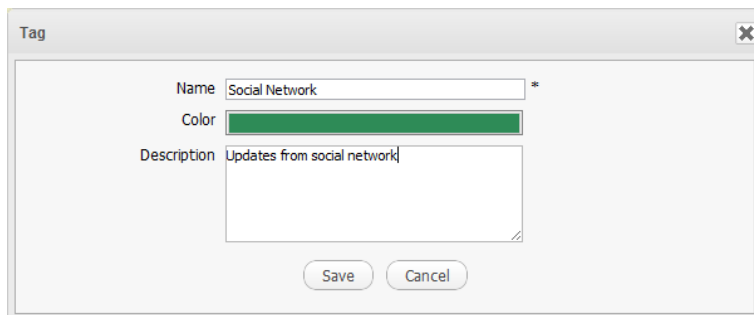 Tag
Name Social Network *
Color
Description Updates from social network
Save Cancel